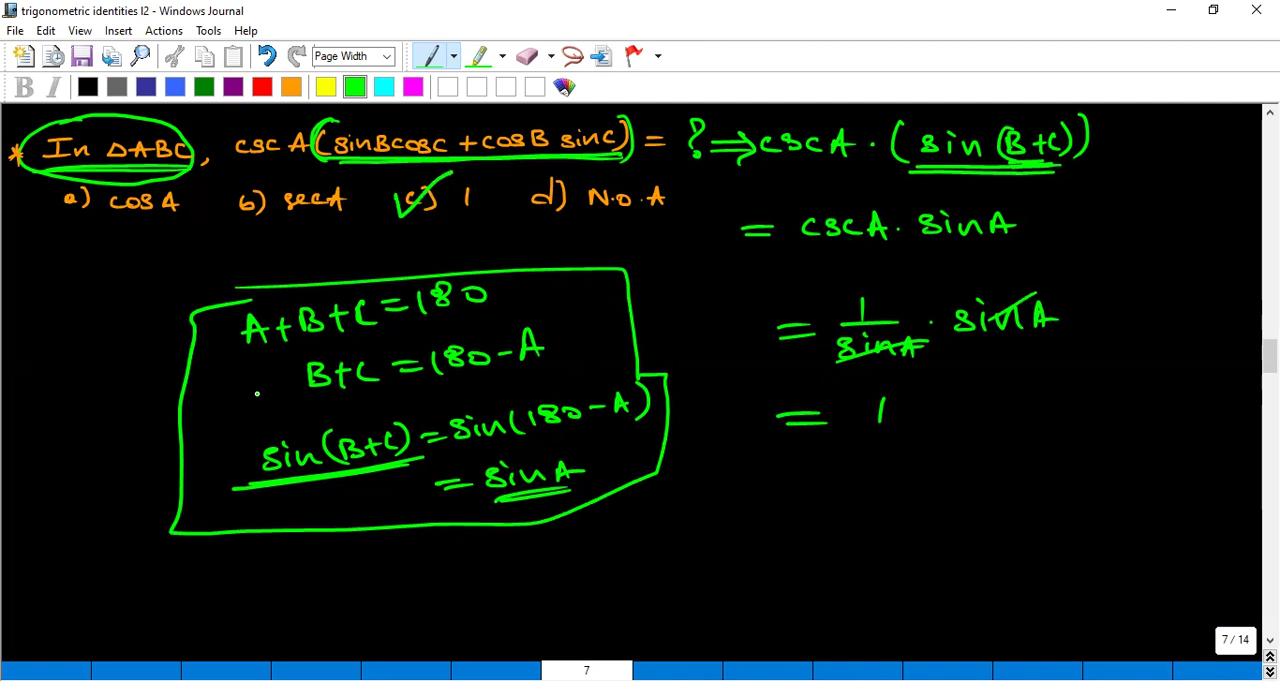 trigonometric identities l2 - Windows Journal
File Edit View Insert Actions Tools Help
Page Width
B I
* In ΔABC, csc A (sinBcosC + cosB sinC) = ? ⇒ cscA · (sin (B+C))
a) cosA b) secA c) 1 d) N.O.A
= cscA · sinA
A+B+C = 180
B+C = 180-A
sin(B+C) = sin(180-A)
= sinA
= 1/sinA · sinA
= 1
7 / 14
7